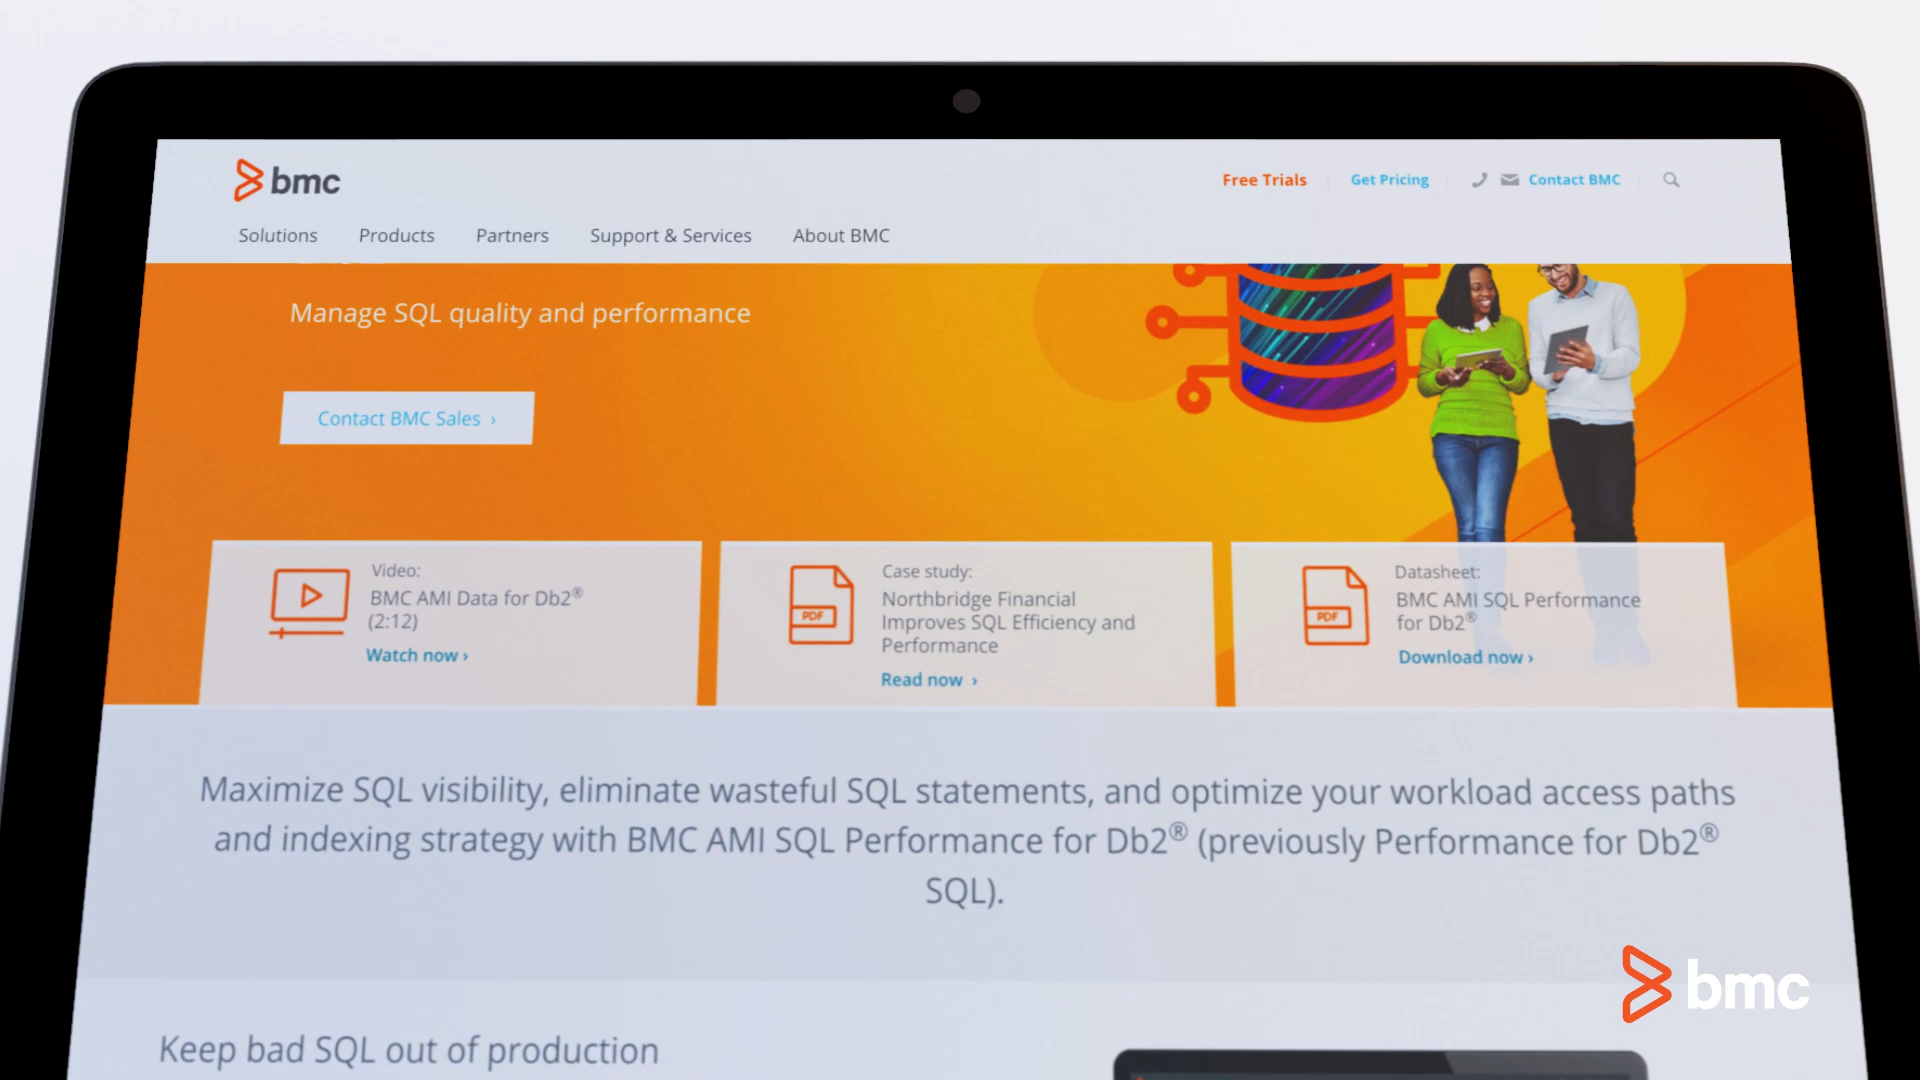 bmc
Free Trials
Get Pricing
Contact BMC
Solutions
Products
Partners
Support & Services
About BMC
Manage SQL quality and performance
Contact BMC Sales ›
Video:
BMC AMI Data for Db2®
(2:12)
Watch now ›
Case study:
Northbridge Financial
Improves SQL Efficiency and
Performance
Read now ›
Datasheet:
BMC AMI SQL Performance
for Db2®
Download now ›
PDF
PDF
Maximize SQL visibility, eliminate wasteful SQL statements, and optimize your workload access paths
and indexing strategy with BMC AMI SQL Performance for Db2® (previously Performance for Db2®
SQL).
Keep bad SQL out of production
bmc